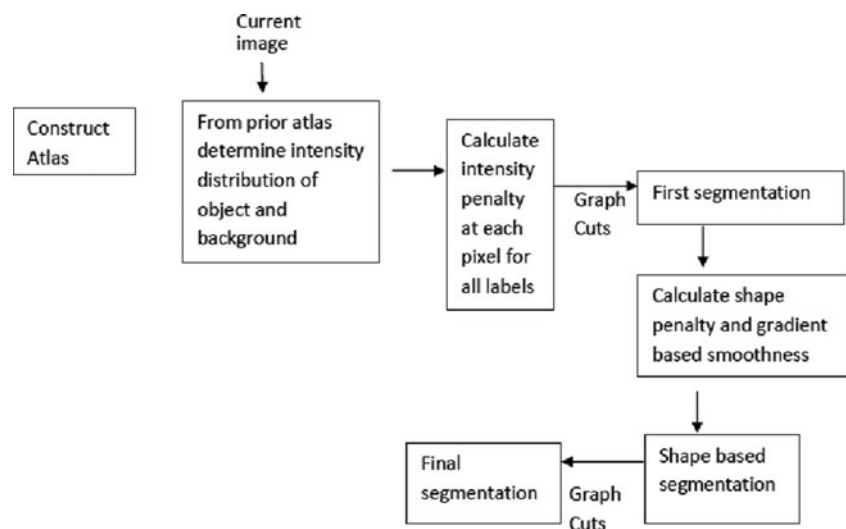 Current
image
Construct
Atlas
From prior atlas
determine intensity
distribution of
object and
background
Calculate
intensity
penalty
at each
pixel for
all labels
Graph
Cuts
First segmentation
Calculate shape
penalty and gradient
based smoothness
Shape based
segmentation
Graph
Cuts
Final
segmentation